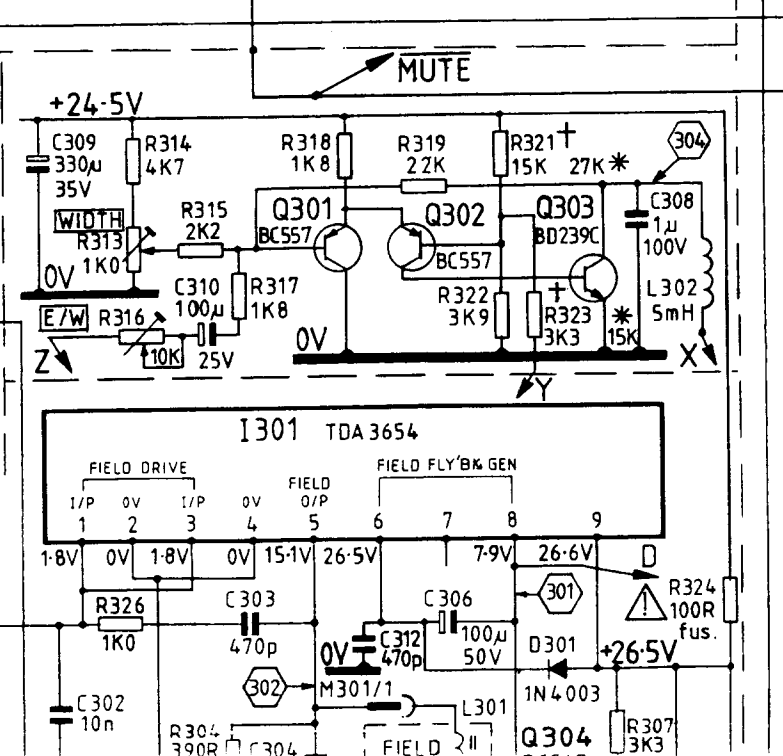 MUTE
+24·5V
C309
330µ
35V
R314
4K7
R318
1K8
R319
22K
R321 +
15K
27K *
304
WIDTH
R313
1K0
R315
2K2
Q301
BC557
Q302
BC557
Q303
BD239C
C308
1µ
100V
0V
C310
100µ
25V
R317
1K8
R322
3K9
+
R323
3K3
*
15K
L302
5mH
E/W
R316
10K
Z
0V
X
Y
I301 TDA3654
FIELD DRIVE
FIELD FLY'BK GEN
I/P 0V I/P 0V FIELD O/P
1 2 3 4 5 6 7 8 9
1·8V 0V 1·8V 0V 15·1V 26·5V 7·9V 26·6V
D
R326
1K0
C303
470p
C306
100µ
50V
301
R324
100R
fus.
0V
C312
470p
D301
1N4003
+26·5V
302
M301/1
L301
C302
10n
R304
390R
C304
FIELD
Q304
R307
3K3